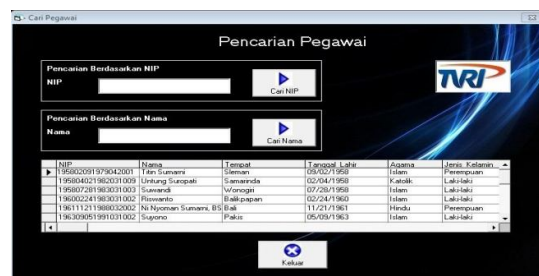 Cari Pegawai
Pencarian Pegawai
Pencarian Berdasarkan NIP
NIP
Cari NIP
TVRI
Pencarian Berdasarkan Nama
Nama
Cari Nama
NIP Nama Tempat Tanggal Lahir Agama Jenis Kelamin
195802091979042001 Titin Sumarni Sleman 09/02/1958 Islam Perempuan
195804021982031009 Untung Suropati Samarinda 02/04/1958 Katolik Laki-laki
195807281983031003 Suwandi Wonogiri 07/28/1958 Islam Laki-laki
196002241983031002 Riswanto Balikpapan 02/24/1960 Islam Laki-laki
196111211988032002 Ni Nyoman Sumarni, BS Bali 11/21/1961 Hindu Perempuan
196309051991031002 Suyono Pakis 05/09/1963 Islam Laki-laki
Keluar